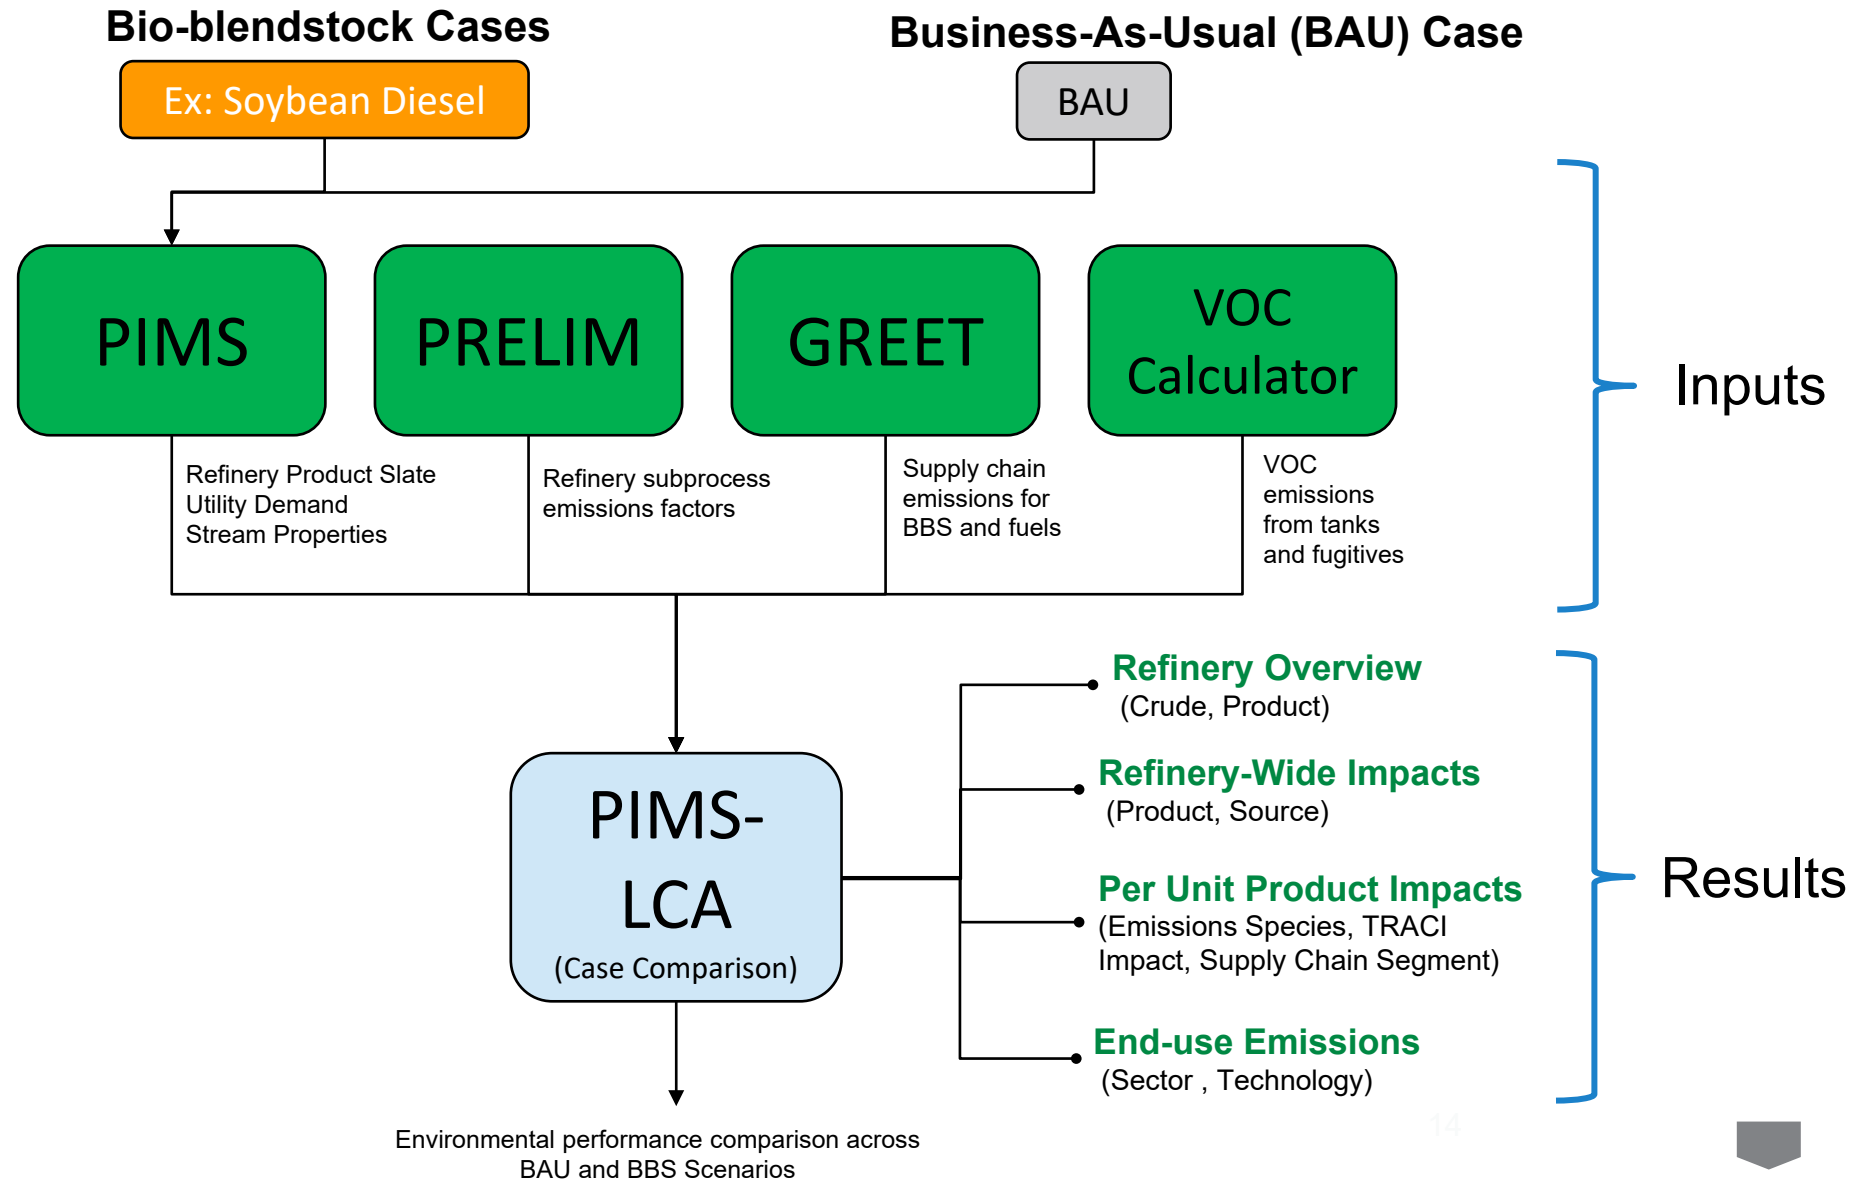 Bio-blendstock Cases
Business-As-Usual (BAU) Case
Ex: Soybean Diesel
BAU
PIMS
PRELIM
GREET
VOC
Calculator
Inputs
Refinery Product Slate
Utility Demand
Stream Properties
Refinery subprocess
emissions factors
Supply chain
emissions for
BBS and fuels
VOC
emissions
from tanks
and fugitives
PIMS-
LCA
(Case Comparison)
Refinery Overview
(Crude, Product)
Refinery-Wide Impacts
(Product, Source)
Per Unit Product Impacts
(Emissions Species, TRACI
Impact, Supply Chain Segment)
End-use Emissions
(Sector , Technology)
Results
Environmental performance comparison across
BAU and BBS Scenarios
14